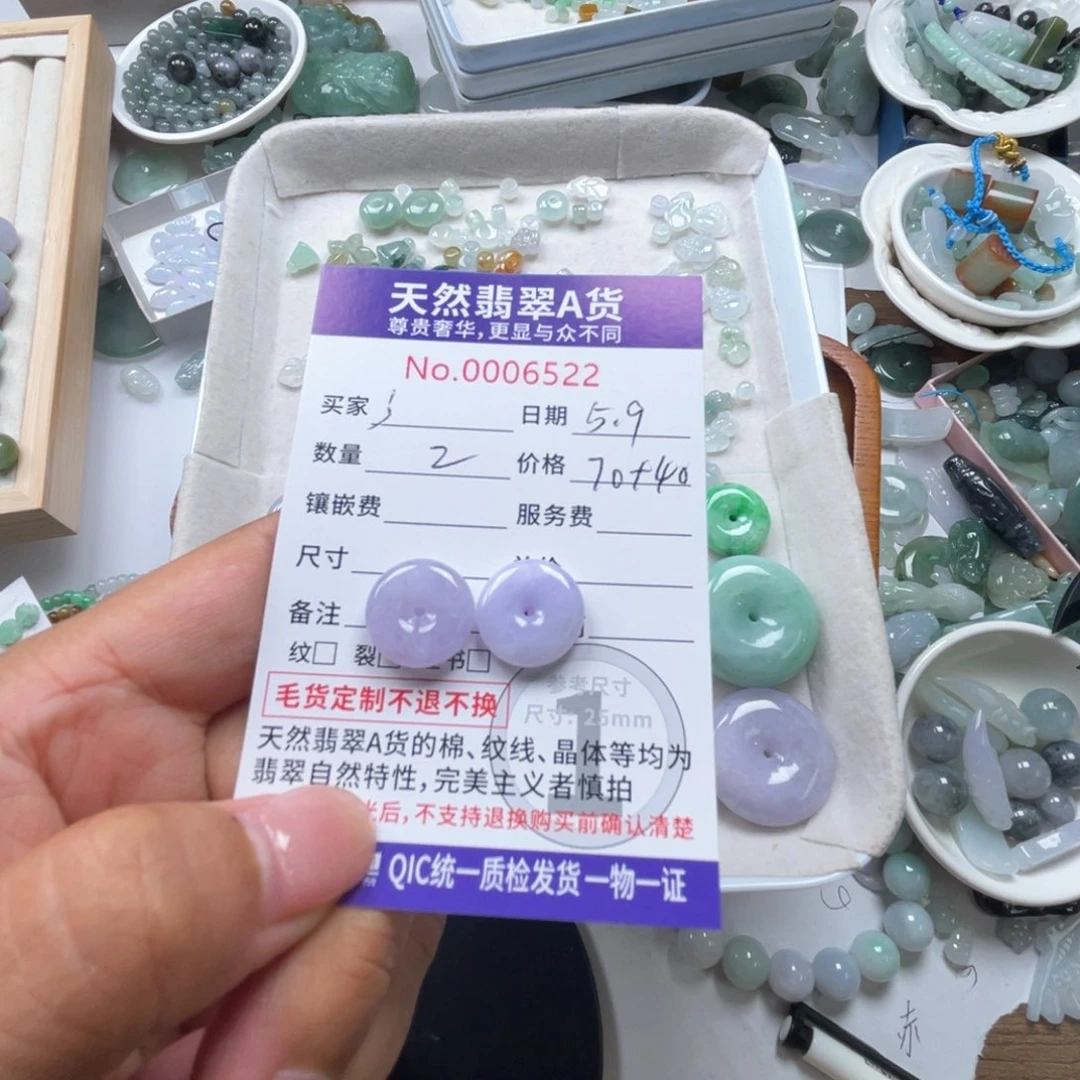 天然翡翠A货
尊贵奢华,更显与众不同
No.0006522
买家 日期 5.9
数量 2 价格 70+40
镶嵌费 服务费
尺寸
备注
纹□ 裂□ 书□
参考尺寸
尺寸: 25mm
1
毛货定制不退不换
天然翡翠A货的棉、纹线、晶体等均为
翡翠自然特性,完美主义者慎拍
后,不支持退换购买前确认清楚
QIC统一质检发货 一物一证
赤